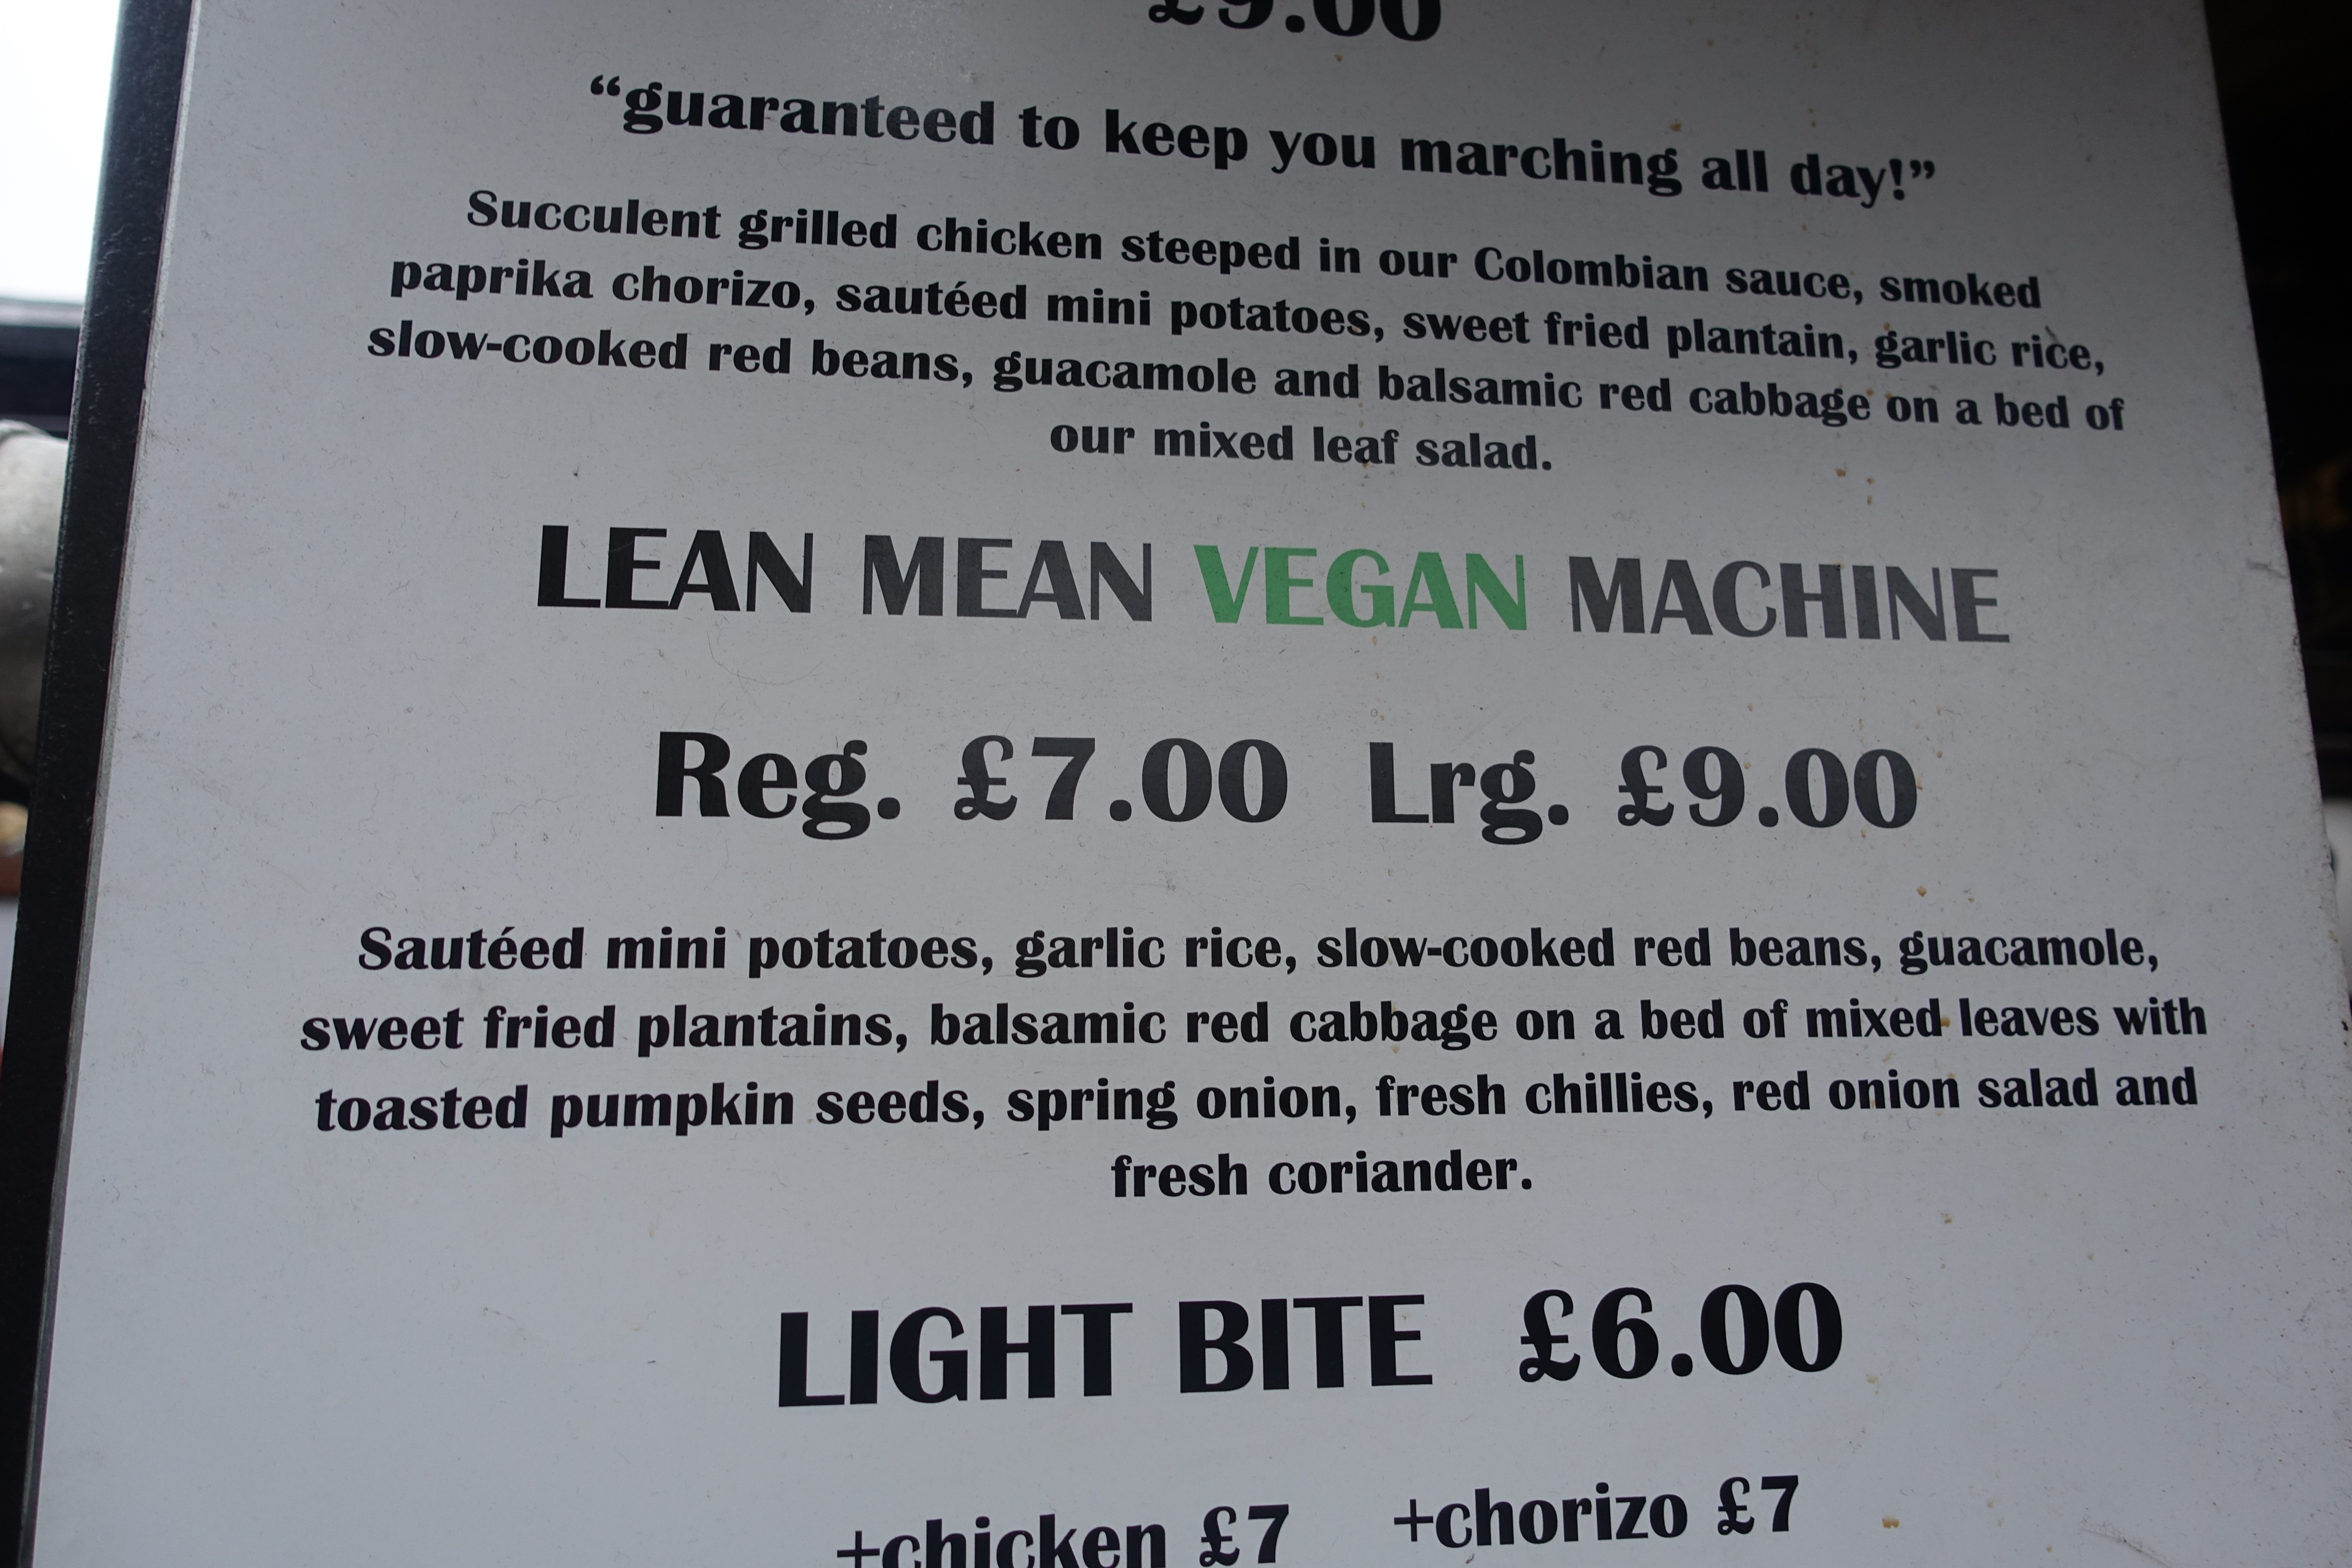 £9.00
“guaranteed to keep you marching all day!”
Succulent grilled chicken steeped in our Colombian sauce, smoked
paprika chorizo, sautéed mini potatoes, sweet fried plantain, garlic rice,
slow-cooked red beans, guacamole and balsamic red cabbage on a bed of
our mixed leaf salad.
LEAN MEAN VEGAN MACHINE
Reg. £7.00 Lrg. £9.00
Sautéed mini potatoes, garlic rice, slow-cooked red beans, guacamole,
sweet fried plantains, balsamic red cabbage on a bed of mixed leaves with
toasted pumpkin seeds, spring onion, fresh chillies, red onion salad and
fresh coriander.
LIGHT BITE £6.00
+chicken £7 +chorizo £7